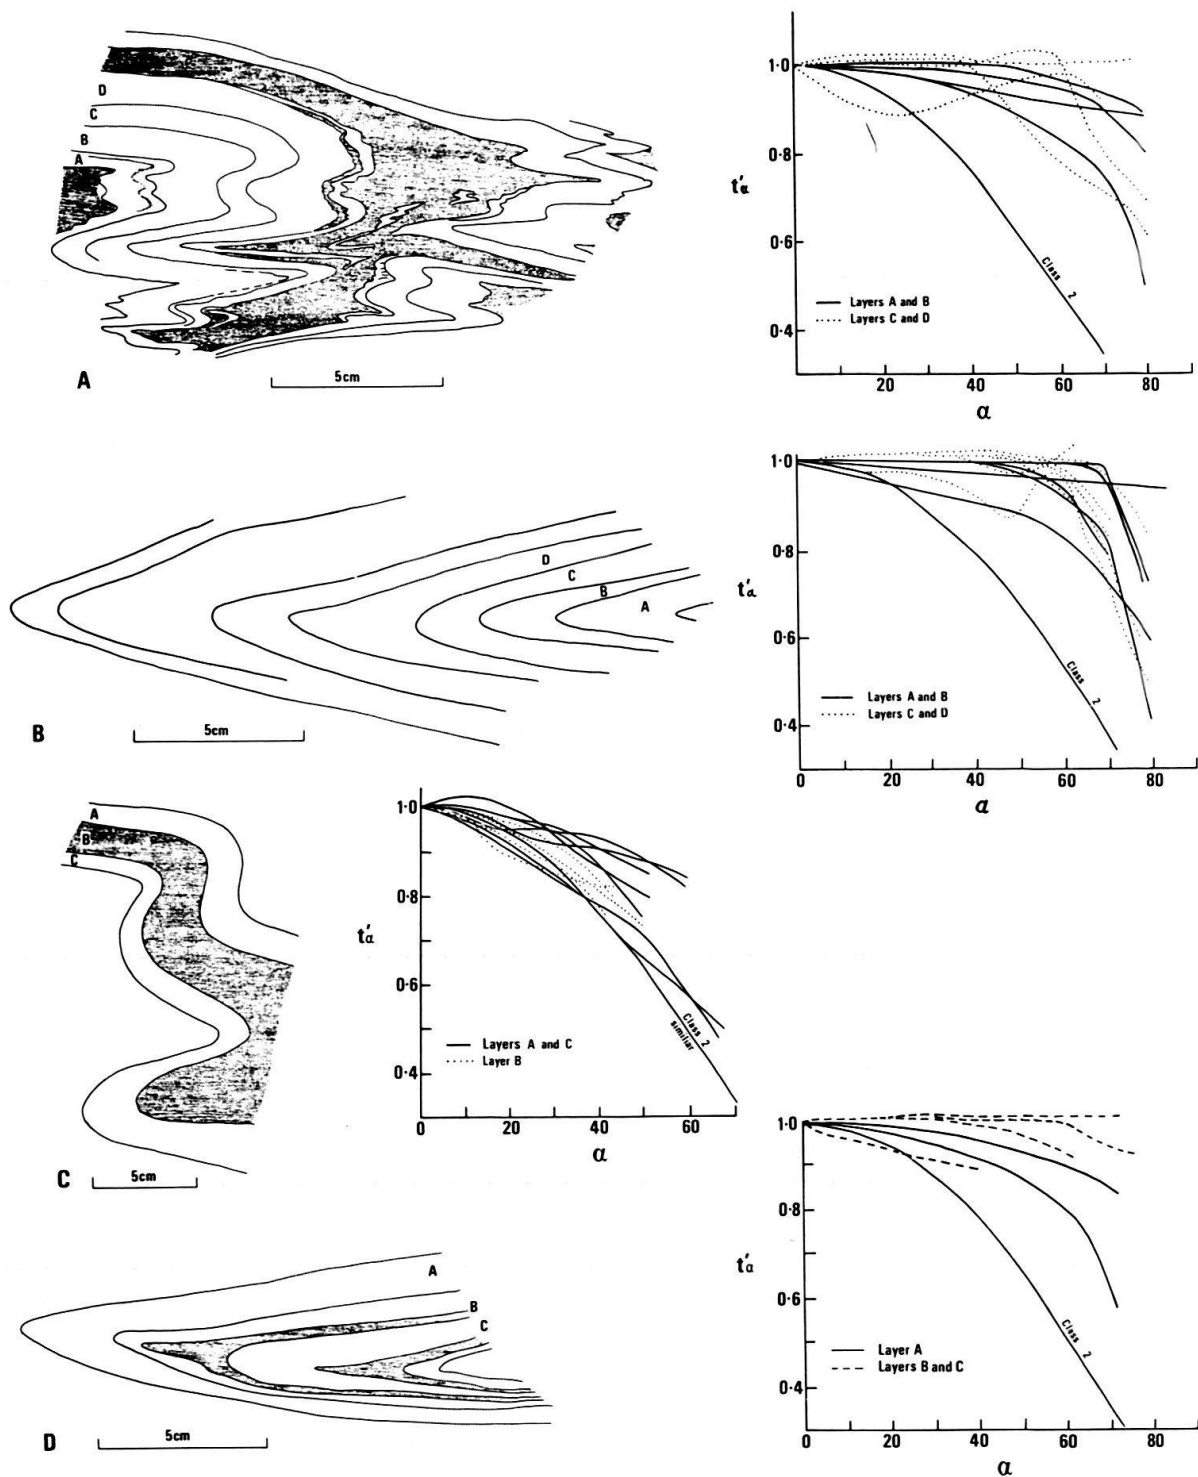 D
C
B
A
5cm
A
1·0
0·8
t'α
0·6
0·4
Class 2
Layers A and B
Layers C and D
20
40
60
80
α
D
C
B
A
5cm
B
1·0
0·8
t'α
0·6
0·4
Class 2
Layers A and B
Layers C and D
0
20
40
60
80
α
A
B
C
5cm
C
1·0
0·8
t'α
0·6
0·4
Class 2
similiar
Layers A and C
Layer B
0
20
40
60
α
A
B
C
5cm
D
1·0
0·8
t'α
0·6
0·4
Class 2
Layer A
Layers B and C
0
20
40
60
80
α